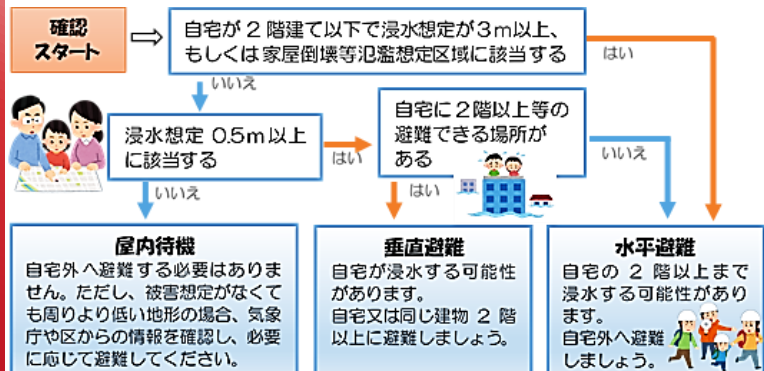 確認
スタート
自宅が2階建て以下で浸水想定が3m以上、
もしくは家屋倒壊等氾濫想定区域に該当する
はい
いいえ
浸水想定 0.5m以上
に該当する
はい
自宅に2階以上等の
避難できる場所が
ある
いいえ
いいえ
はい
屋内待機
自宅外へ避難する必要はありま
せん。ただし、被害想定がなくて
も周りより低い地形の場合、気象
庁や区からの情報を確認し、必要
に応じて避難してください。
垂直避難
自宅が浸水する可能性
があります。
自宅又は同じ建物 2 階
以上に避難しましょう。
水平避難
自宅の 2 階以上まで
浸水する可能性があり
ます。
自宅外へ避難
しましょう。